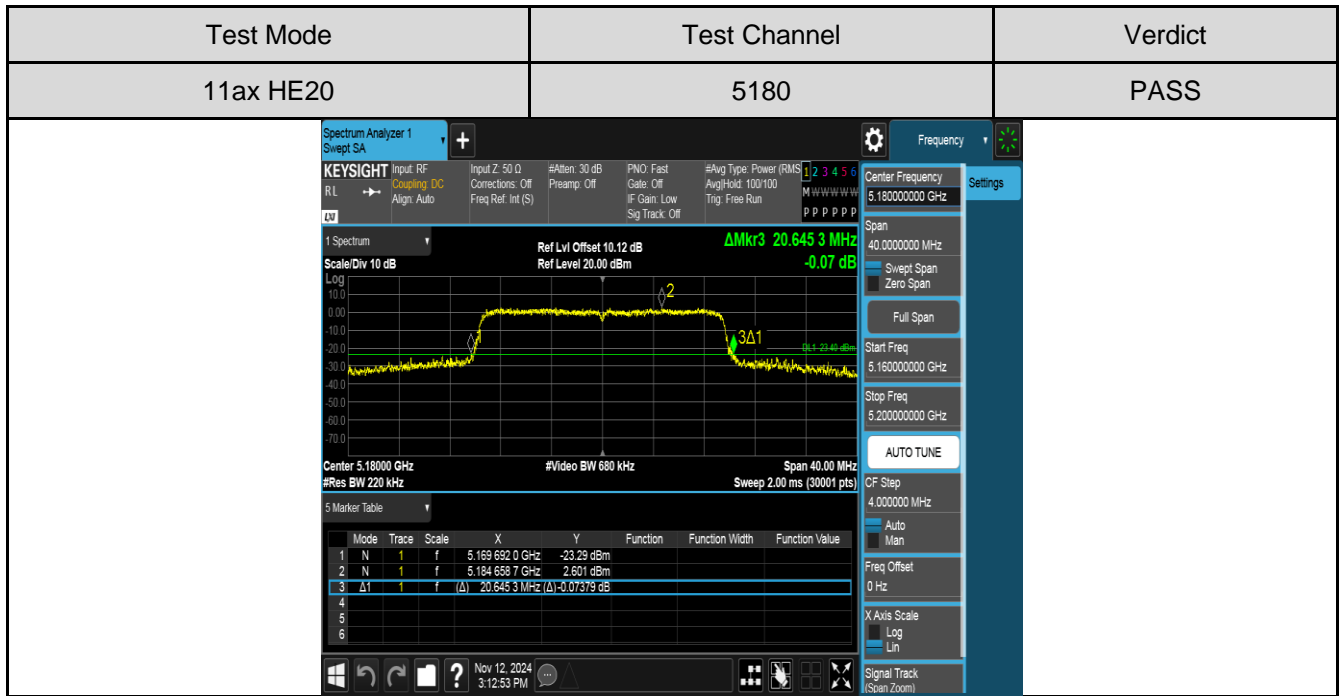 Test Mode Test Channel Verdict
11ax HE20 5180 PASS
Spectrum Analyzer 1
Swept SA
+
Frequency
KEYSIGHT
RL
LXI
Input: RF
Coupling: DC
Align: Auto
Input Z: 50 Ω
Corrections: Off
Freq Ref: Int (S)
#Atten: 30 dB
Preamp: Off
PNO: Fast
Gate: Off
IF Gain: Low
Sig Track: Off
#Avg Type: Power (RMS
Avg|Hold: 100/100
Trig: Free Run
1 2 3 4 5 6
M W W W W W
P P P P P P
1 Spectrum
Scale/Div 10 dB
Ref Lvl Offset 10.12 dB
Ref Level 20.00 dBm
ΔMkr3 20.645 3 MHz
-0.07 dB
Log
10.0
0.00
-10.0
-20.0
-30.0
-40.0
-50.0
-60.0
-70.0
1
2
3Δ1
DL1 -23.40 dBm
Center 5.18000 GHz
#Res BW 220 kHz
#Video BW 680 kHz
Span 40.00 MHz
Sweep 2.00 ms (30001 pts)
5 Marker Table
Mode Trace Scale X Y Function Function Width Function Value
1 N 1 f 5.169 692 0 GHz -23.29 dBm
2 N 1 f 5.184 658 7 GHz 2.601 dBm
3 Δ1 1 f (Δ) 20.645 3 MHz (Δ) -0.07379 dB
4
5
6
?
Nov 12, 2024
3:12:53 PM
Center Frequency
5.180000000 GHz
Settings
Span
40.0000000 MHz
Swept Span
Zero Span
Full Span
Start Freq
5.160000000 GHz
Stop Freq
5.200000000 GHz
AUTO TUNE
CF Step
4.000000 MHz
Auto
Man
Freq Offset
0 Hz
X Axis Scale
Log
Lin
Signal Track
(Span Zoom)